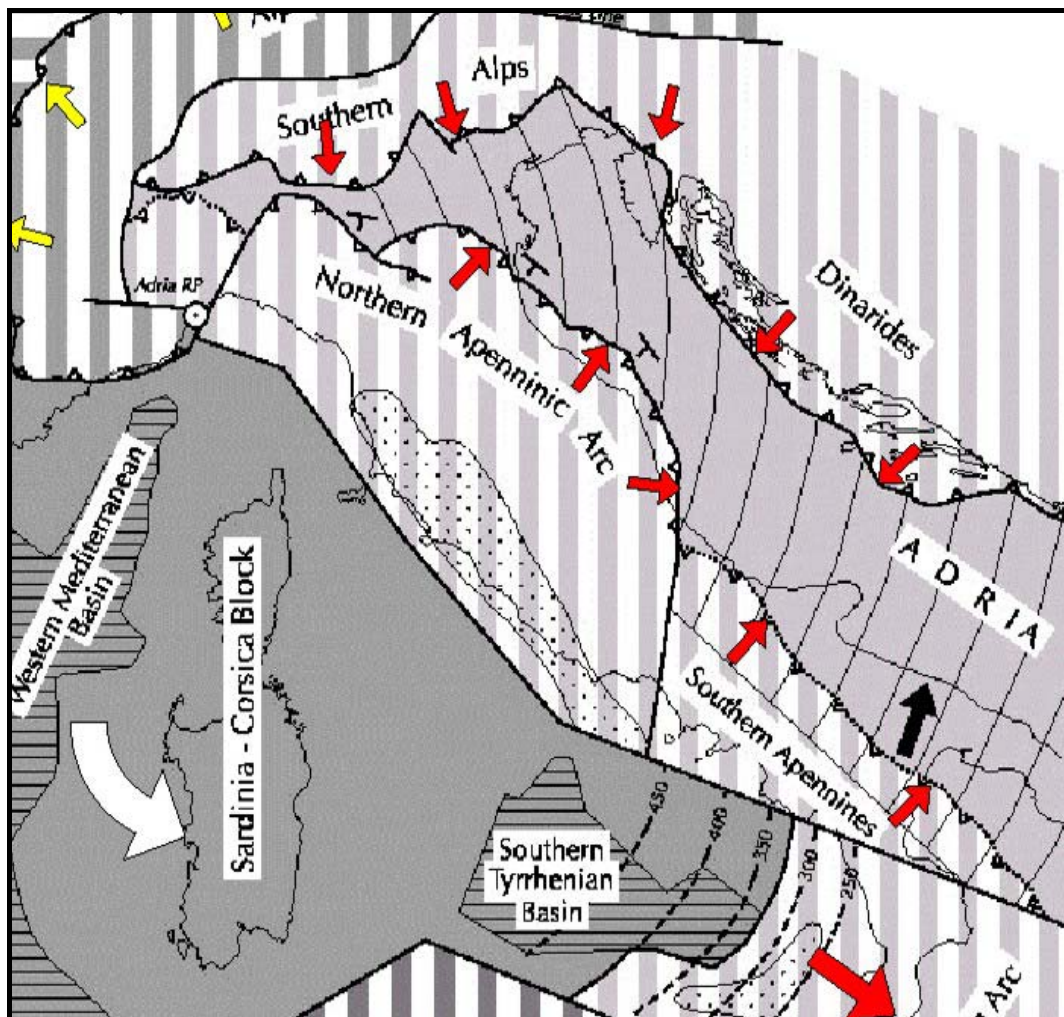 Alp
Southern
Alps
Adria RP
Northern
Apenninic
Arc
Dinarides
A D R I A
Western Mediterranean
Basin
Sardinia - Corsica Block
Southern Apennines
Southern
Tyrrhenian
Basin
450
400
350
300
250
Arc